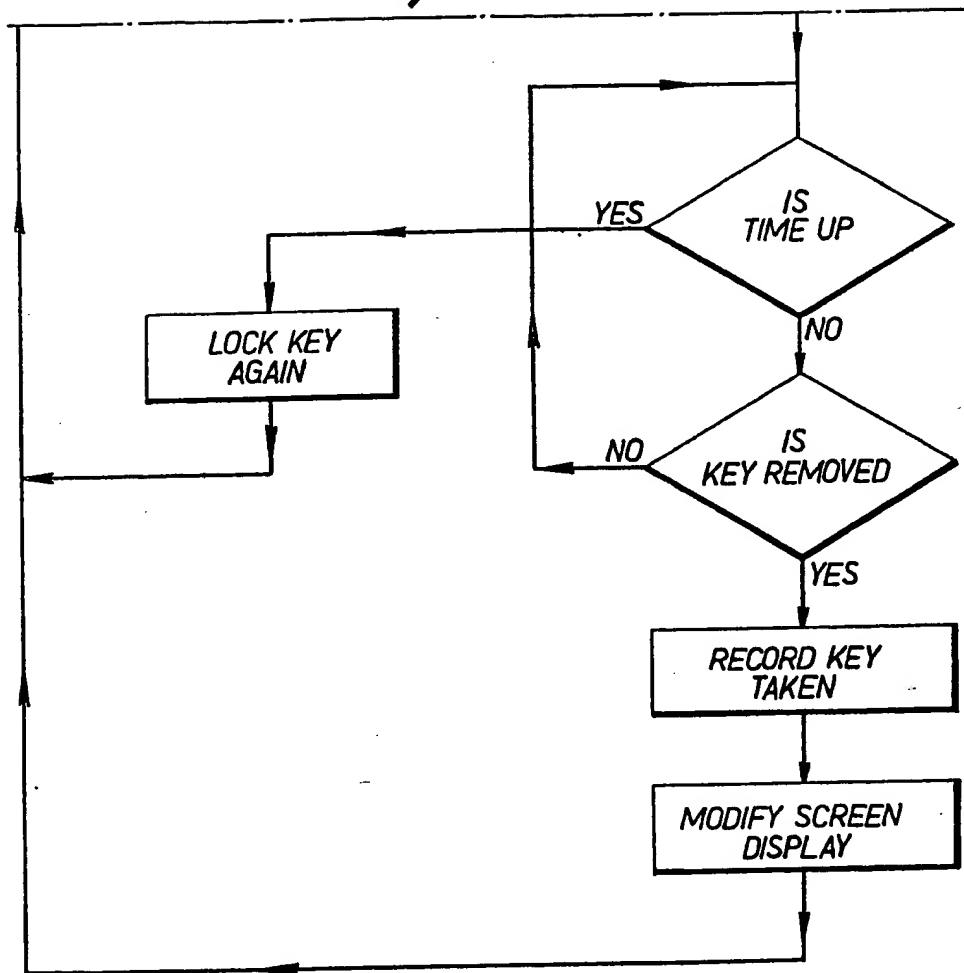 IS
TIME UP
YES
NO
LOCK KEY
AGAIN
IS
KEY REMOVED
NO
YES
RECORD KEY
TAKEN
MODIFY SCREEN
DISPLAY